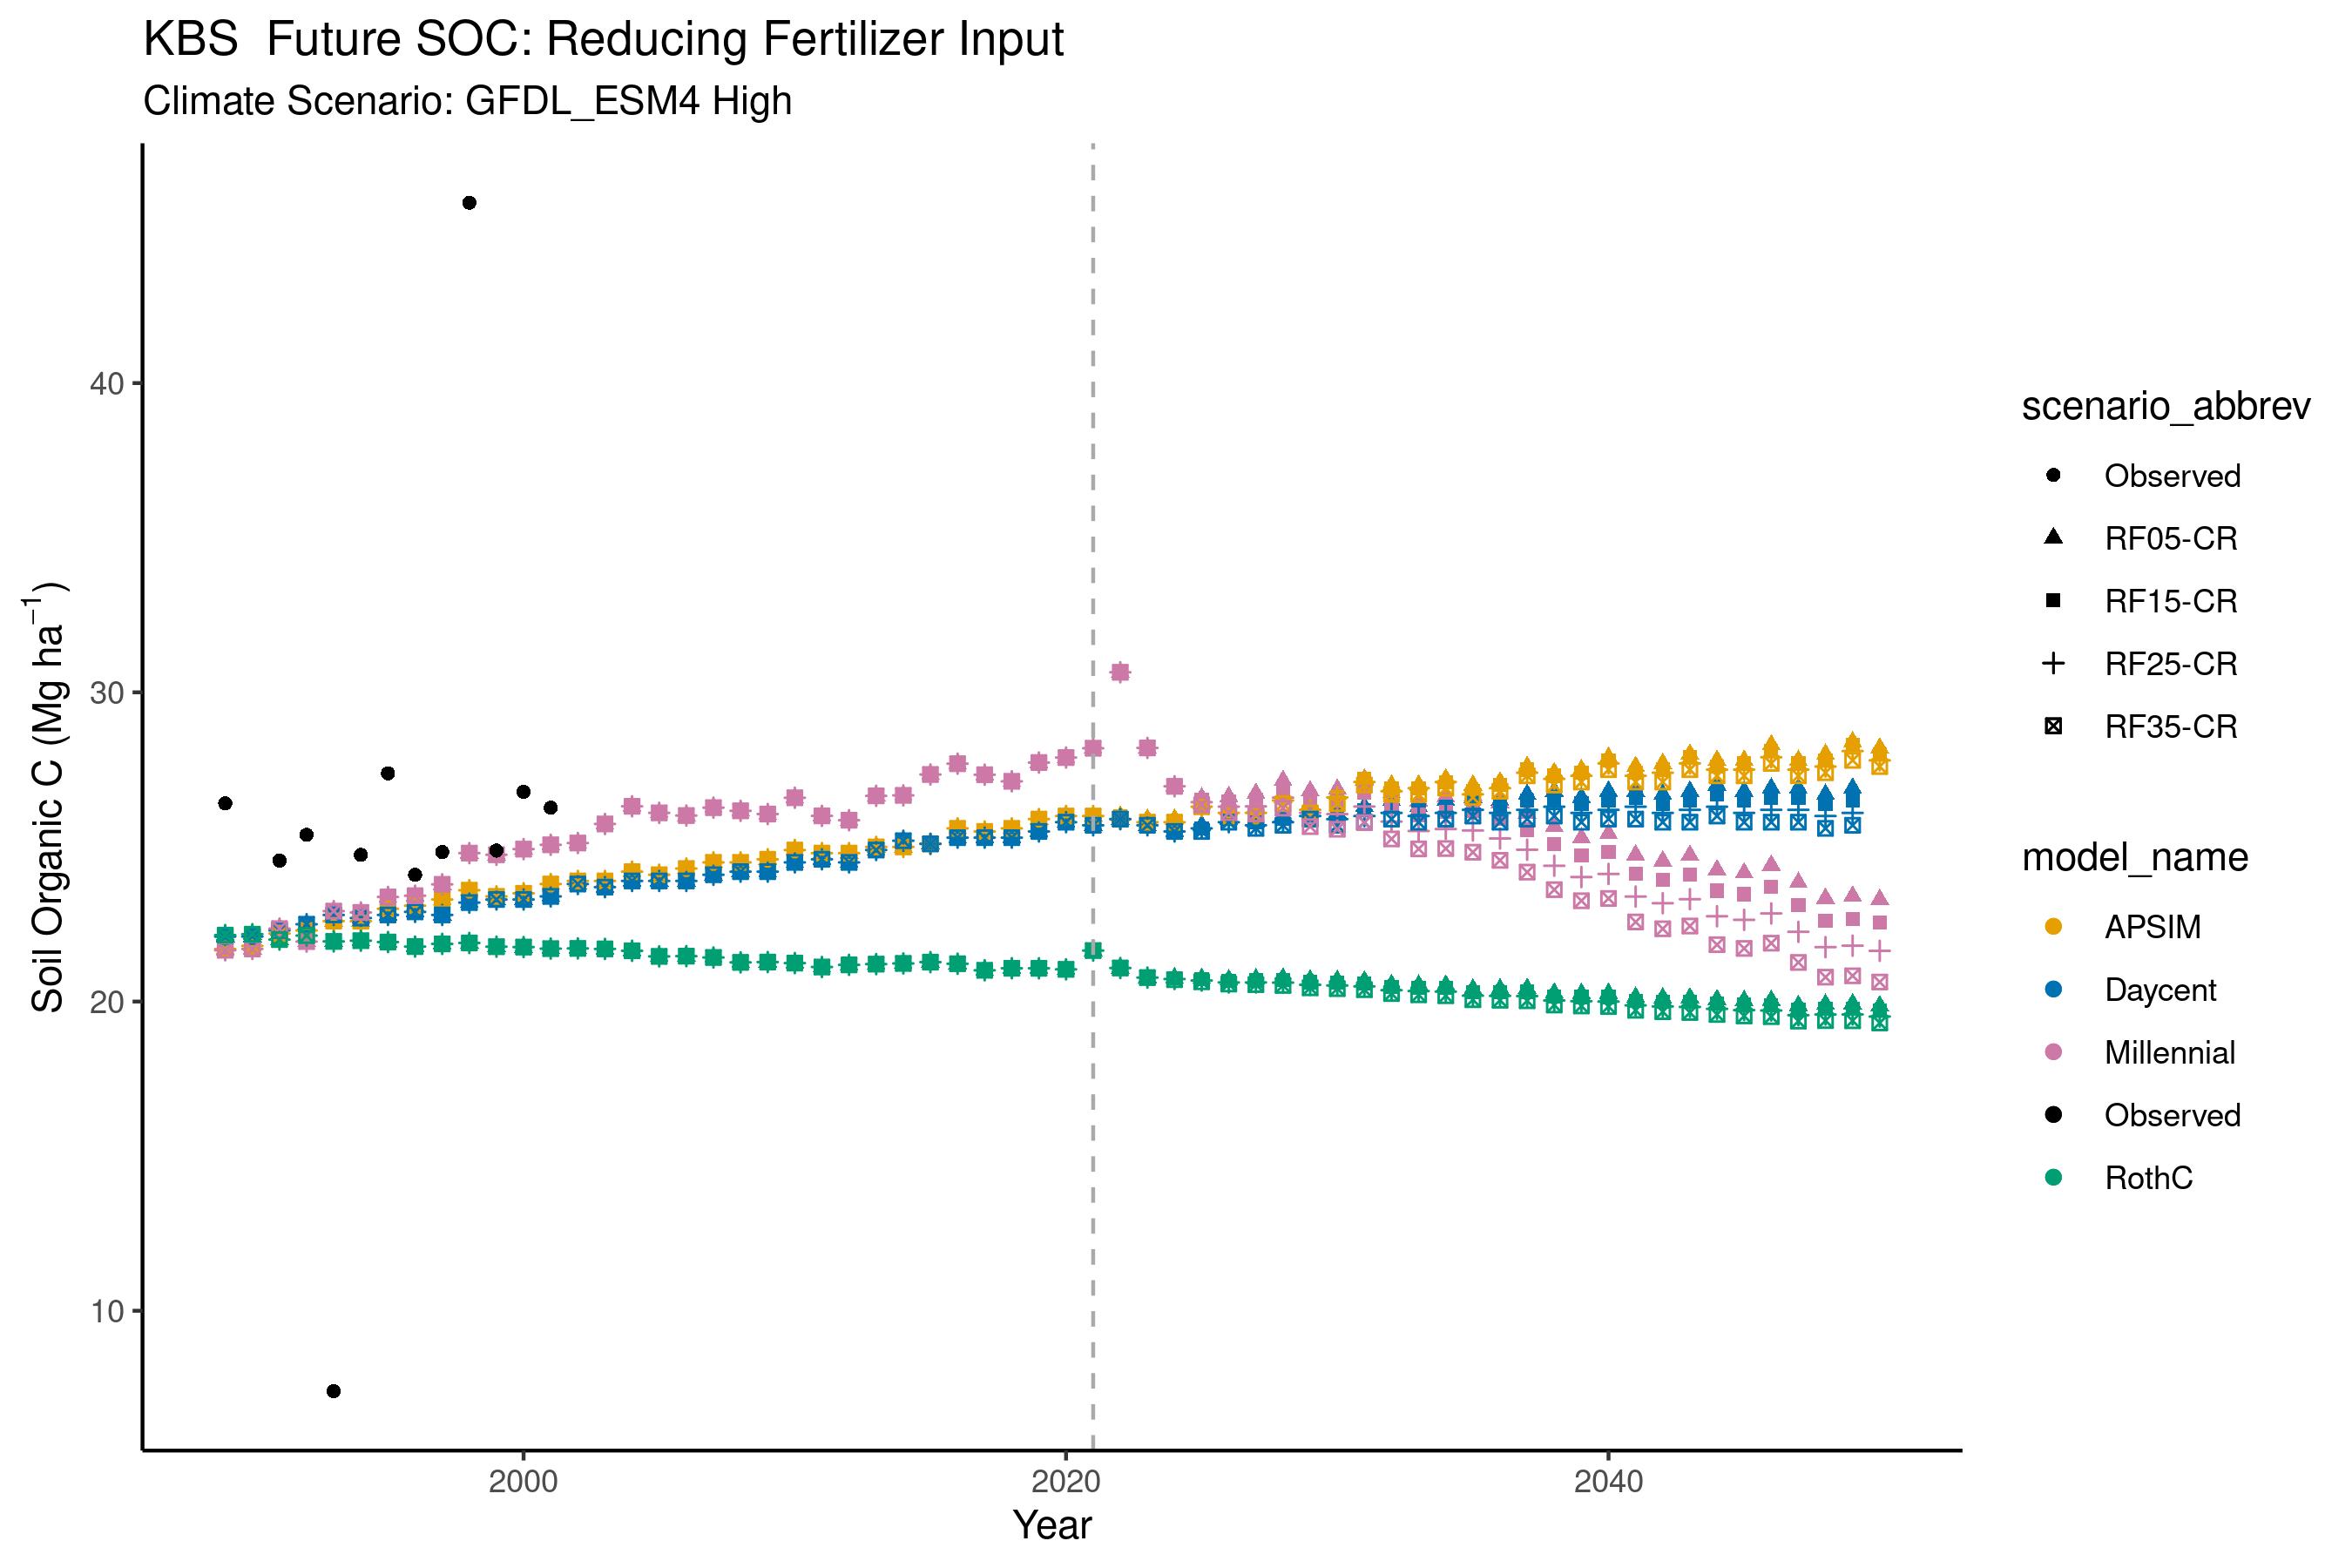 KBS  Future SOC: Reducing Fertilizer Input
Climate Scenario: GFDL_ESM4 High
Soil Organic C (Mg ha−1)
40
30
20
10
2000
2020
2040
Year
scenario_abbrev
Observed
RF05-CR
RF15-CR
RF25-CR
RF35-CR
model_name
APSIM
Daycent
Millennial
Observed
RothC